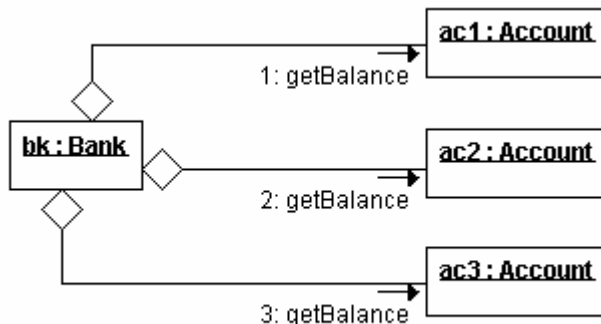 ac1 : Account
1: getBalance
bk : Bank
ac2 : Account
2: getBalance
ac3 : Account
3: getBalance